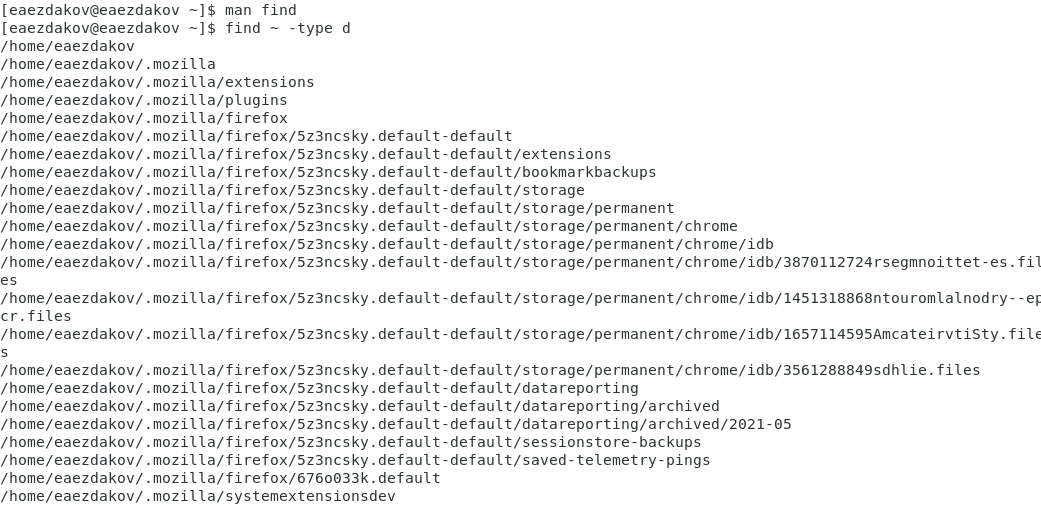 [eaezdakov@eaezdakov ~]$ man find
[eaezdakov@eaezdakov ~]$ find ~ -type d
/home/eaezdakov
/home/eaezdakov/.mozilla
/home/eaezdakov/.mozilla/extensions
/home/eaezdakov/.mozilla/plugins
/home/eaezdakov/.mozilla/firefox
/home/eaezdakov/.mozilla/firefox/5z3ncsky.default-default
/home/eaezdakov/.mozilla/firefox/5z3ncsky.default-default/extensions
/home/eaezdakov/.mozilla/firefox/5z3ncsky.default-default/bookmarkbackups
/home/eaezdakov/.mozilla/firefox/5z3ncsky.default-default/storage
/home/eaezdakov/.mozilla/firefox/5z3ncsky.default-default/storage/permanent
/home/eaezdakov/.mozilla/firefox/5z3ncsky.default-default/storage/permanent/chrome
/home/eaezdakov/.mozilla/firefox/5z3ncsky.default-default/storage/permanent/chrome/idb
/home/eaezdakov/.mozilla/firefox/5z3ncsky.default-default/storage/permanent/chrome/idb/3870112724rsegmnoittet-es.fil
es
/home/eaezdakov/.mozilla/firefox/5z3ncsky.default-default/storage/permanent/chrome/idb/1451318868ntouromlalnodry--ep
cr.files
/home/eaezdakov/.mozilla/firefox/5z3ncsky.default-default/storage/permanent/chrome/idb/1657114595AmcateirvtiSty.file
s
/home/eaezdakov/.mozilla/firefox/5z3ncsky.default-default/storage/permanent/chrome/idb/3561288849sdhlie.files
/home/eaezdakov/.mozilla/firefox/5z3ncsky.default-default/datareporting
/home/eaezdakov/.mozilla/firefox/5z3ncsky.default-default/datareporting/archived
/home/eaezdakov/.mozilla/firefox/5z3ncsky.default-default/datareporting/archived/2021-05
/home/eaezdakov/.mozilla/firefox/5z3ncsky.default-default/sessionstore-backups
/home/eaezdakov/.mozilla/firefox/5z3ncsky.default-default/saved-telemetry-pings
/home/eaezdakov/.mozilla/firefox/676o033k.default
/home/eaezdakov/.mozilla/systemextensionsdev